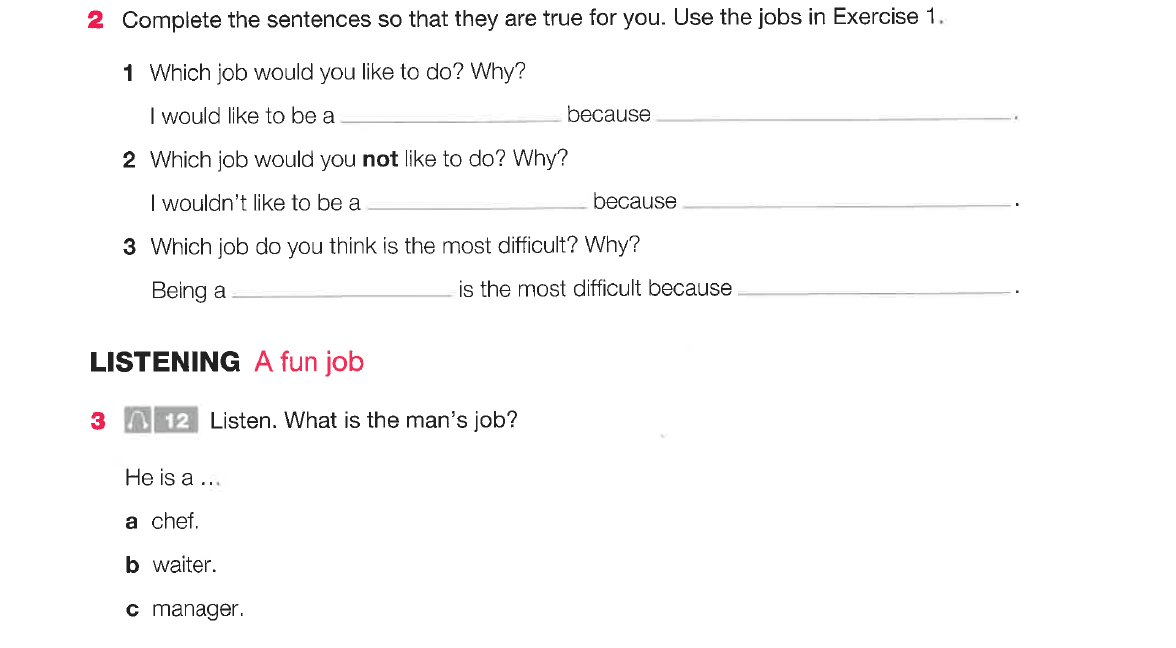 2 Complete the sentences so that they are true for you. Use the jobs in Exercise 1.
1 Which job would you like to do? Why?
I would like to be a ____________ because ____________.
2 Which job would you not like to do? Why?
I wouldn't like to be a ____________ because ____________.
3 Which job do you think is the most difficult? Why?
Being a ____________ is the most difficult because ____________.
LISTENING A fun job
3 12 Listen. What is the man's job?
He is a ...
a chef.
b waiter.
c manager.